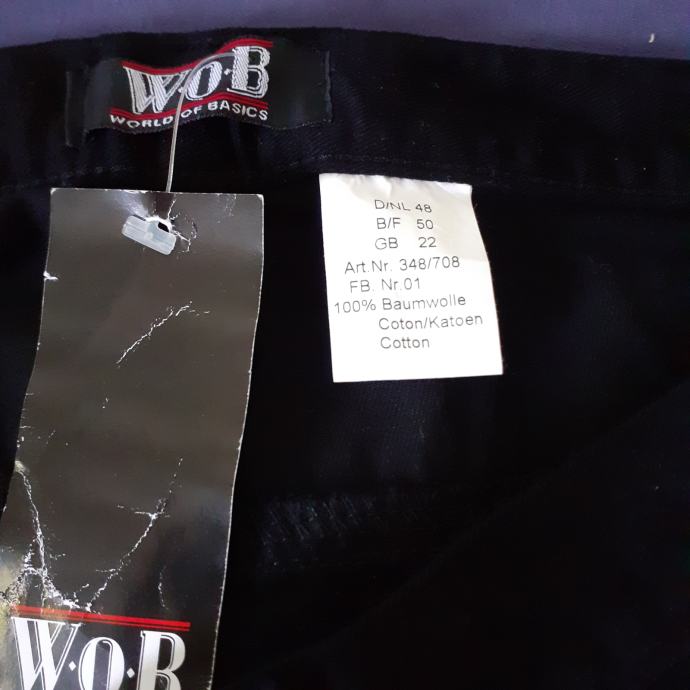 W.O.B
WORLD OF BASICS
D/NL 48
B/F 50
GB 22
Art.Nr. 348/708
FB. Nr.01
100% Baumwolle
Coton/Katoen
Cotton
W.O.B